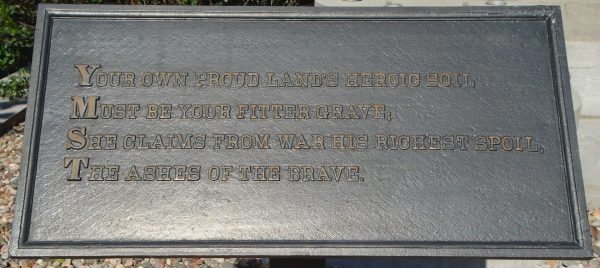 YOUR OWN PROUD LAND'S HEROIC SOIL
MUST BE YOUR FITTER GRAVE;
SHE CLAIMS FROM WAR HIS RICHEST SPOIL,
THE ASHES OF THE BRAVE.